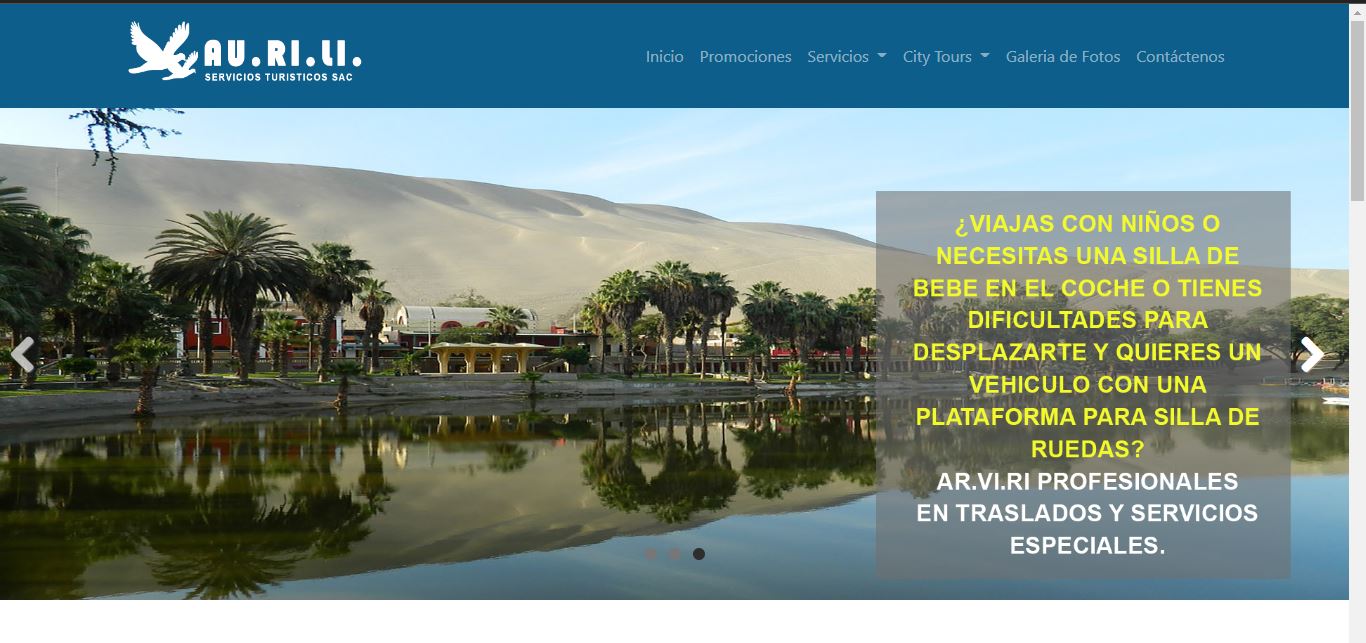 AU.RI.LI.
SERVICIOS TURISTICOS SAC
Inicio Promociones Servicios City Tours Galeria de Fotos Contáctenos
¿VIAJAS CON NIÑOS O
NECESITAS UNA SILLA DE
BEBE EN EL COCHE O TIENES
DIFICULTADES PARA
DESPLAZARTE Y QUIERES UN
VEHICULO CON UNA
PLATAFORMA PARA SILLA DE
RUEDAS?
AR.VI.RI PROFESIONALES
EN TRASLADOS Y SERVICIOS
ESPECIALES.